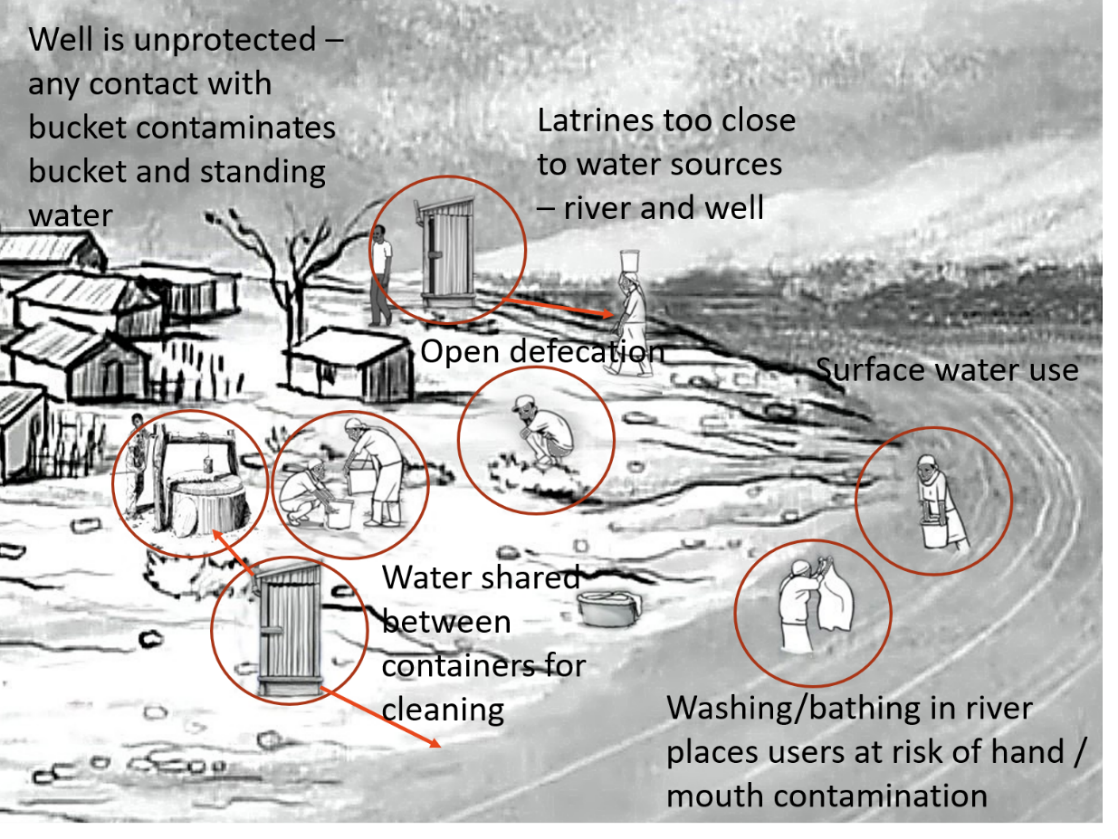 Well is unprotected –
any contact with
bucket contaminates
bucket and standing
water
Latrines too close
to water sources
– river and well
Open defecation
Surface water use
Water shared
between
containers for
cleaning
Washing/bathing in river
places users at risk of hand /
mouth contamination